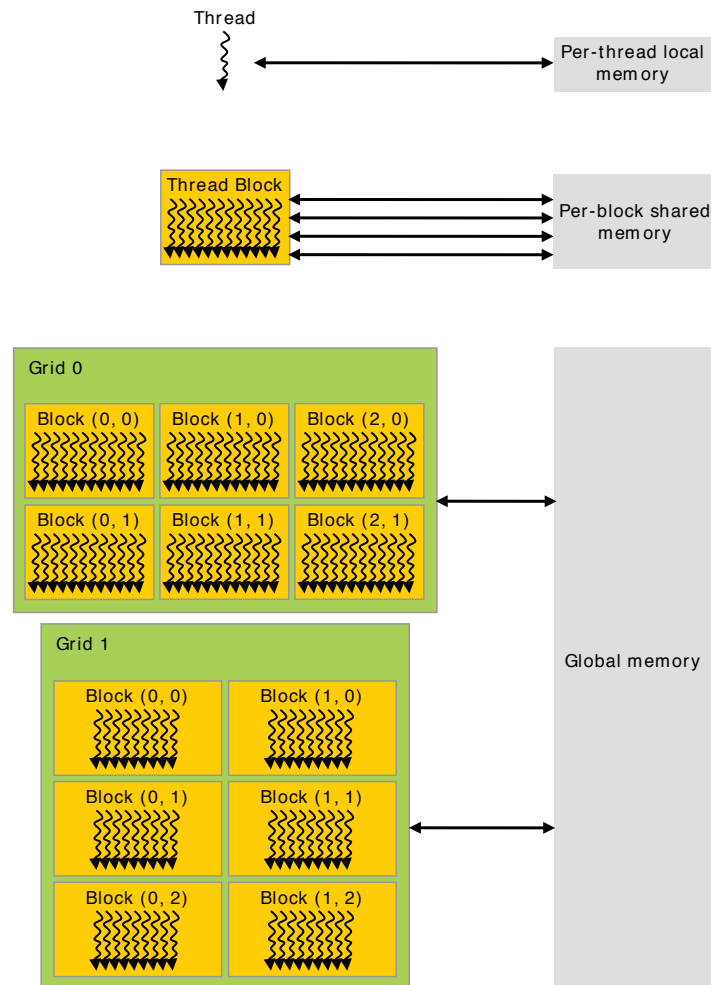 Thread
Per-thread local
memory
Thread Block
Per-block shared
memory
Grid 0
Block (0, 0) Block (1, 0) Block (2, 0)
Block (0, 1) Block (1, 1) Block (2, 1)
Grid 1
Global memory
Block (0, 0) Block (1, 0)
Block (0, 1) Block (1, 1)
Block (0, 2) Block (1, 2)